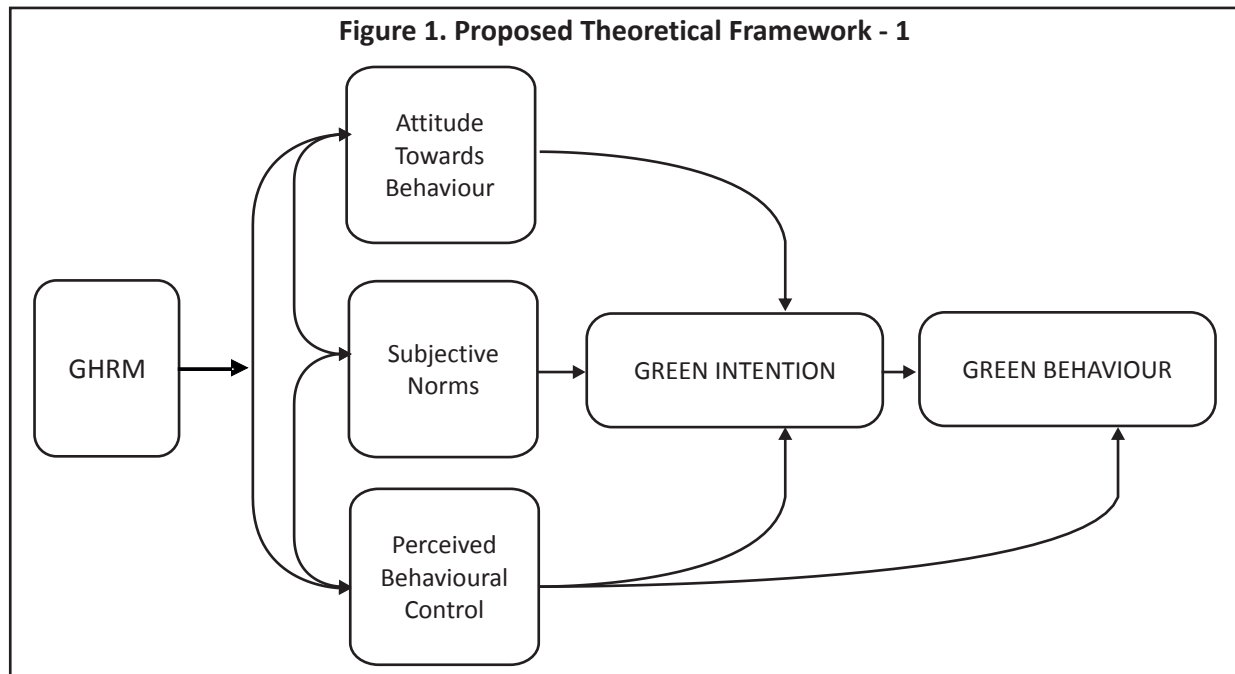 Figure 1. Proposed Theoretical Framework - 1
Attitude
Towards
Behaviour
GHRM
Subjective
Norms
GREEN INTENTION
GREEN BEHAVIOUR
Perceived
Behavioural
Control